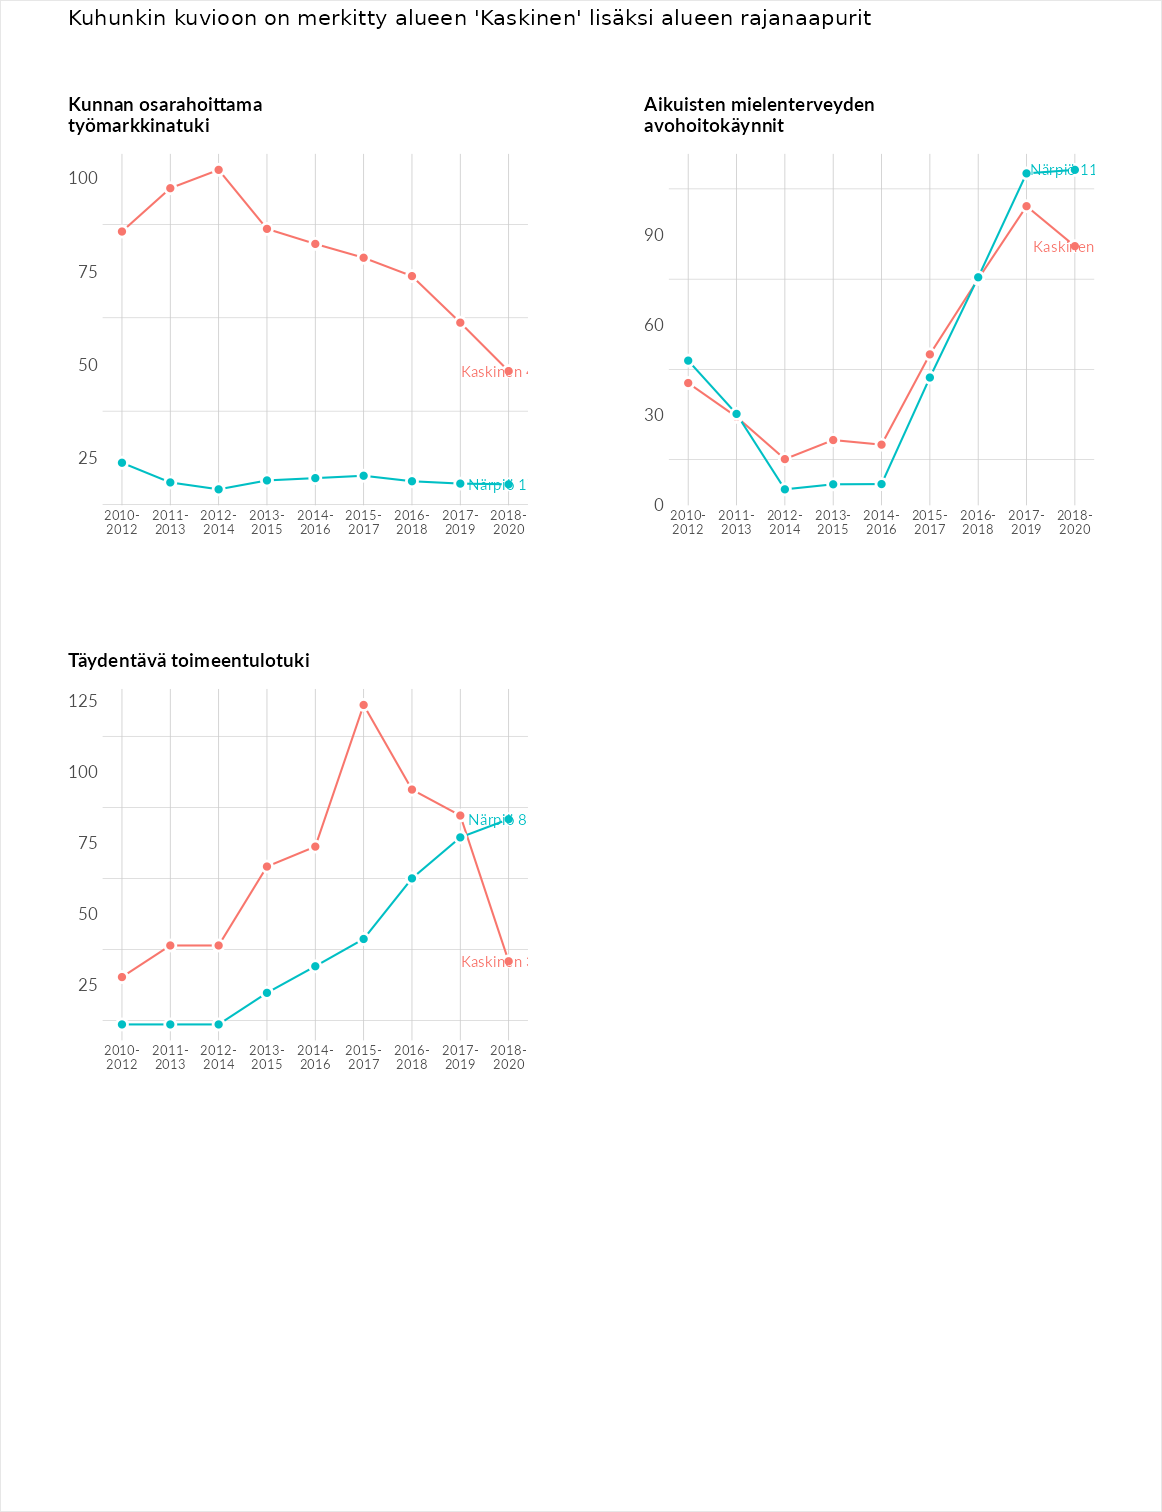 Kuhunkin kuvioon on merkitty alueen 'Kaskinen' lisäksi alueen rajanaapurit
Kunnan osarahoittama
työmarkkinatuki
100
75
50
25
Kaskinen
Närpiö 1
2010- 2011- 2012- 2013- 2014- 2015- 2016- 2017- 2018-
2012 2013 2014 2015 2016 2017 2018 2019 2020
Aikuisten mielenterveyden
avohoitokäynnit
90
60
30
0
Närpiö 11
Kaskinen
2010- 2011- 2012- 2013- 2014- 2015- 2016- 2017- 2018-
2012 2013 2014 2015 2016 2017 2018 2019 2020
Täydentävä toimeentulotuki
125
100
75
50
25
Närpiö 8
Kaskinen
2010- 2011- 2012- 2013- 2014- 2015- 2016- 2017- 2018-
2012 2013 2014 2015 2016 2017 2018 2019 2020